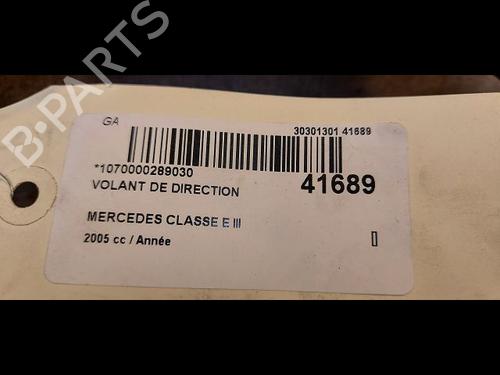 B-PARTS
GA
30301301 41689
*1070000289030
VOLANT DE DIRECTION
41689
MERCEDES CLASSE E III
2005 cc / Année